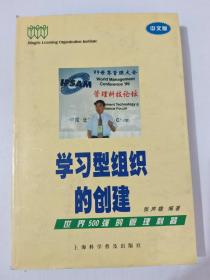 Mingde Learning Organization Institute
中文版
99世界管理大会
World Management
Conference '99
管理科技论坛
学习型组织
的创建
张声雄 编著
世界500强的管理利器
上海科学普及出版社